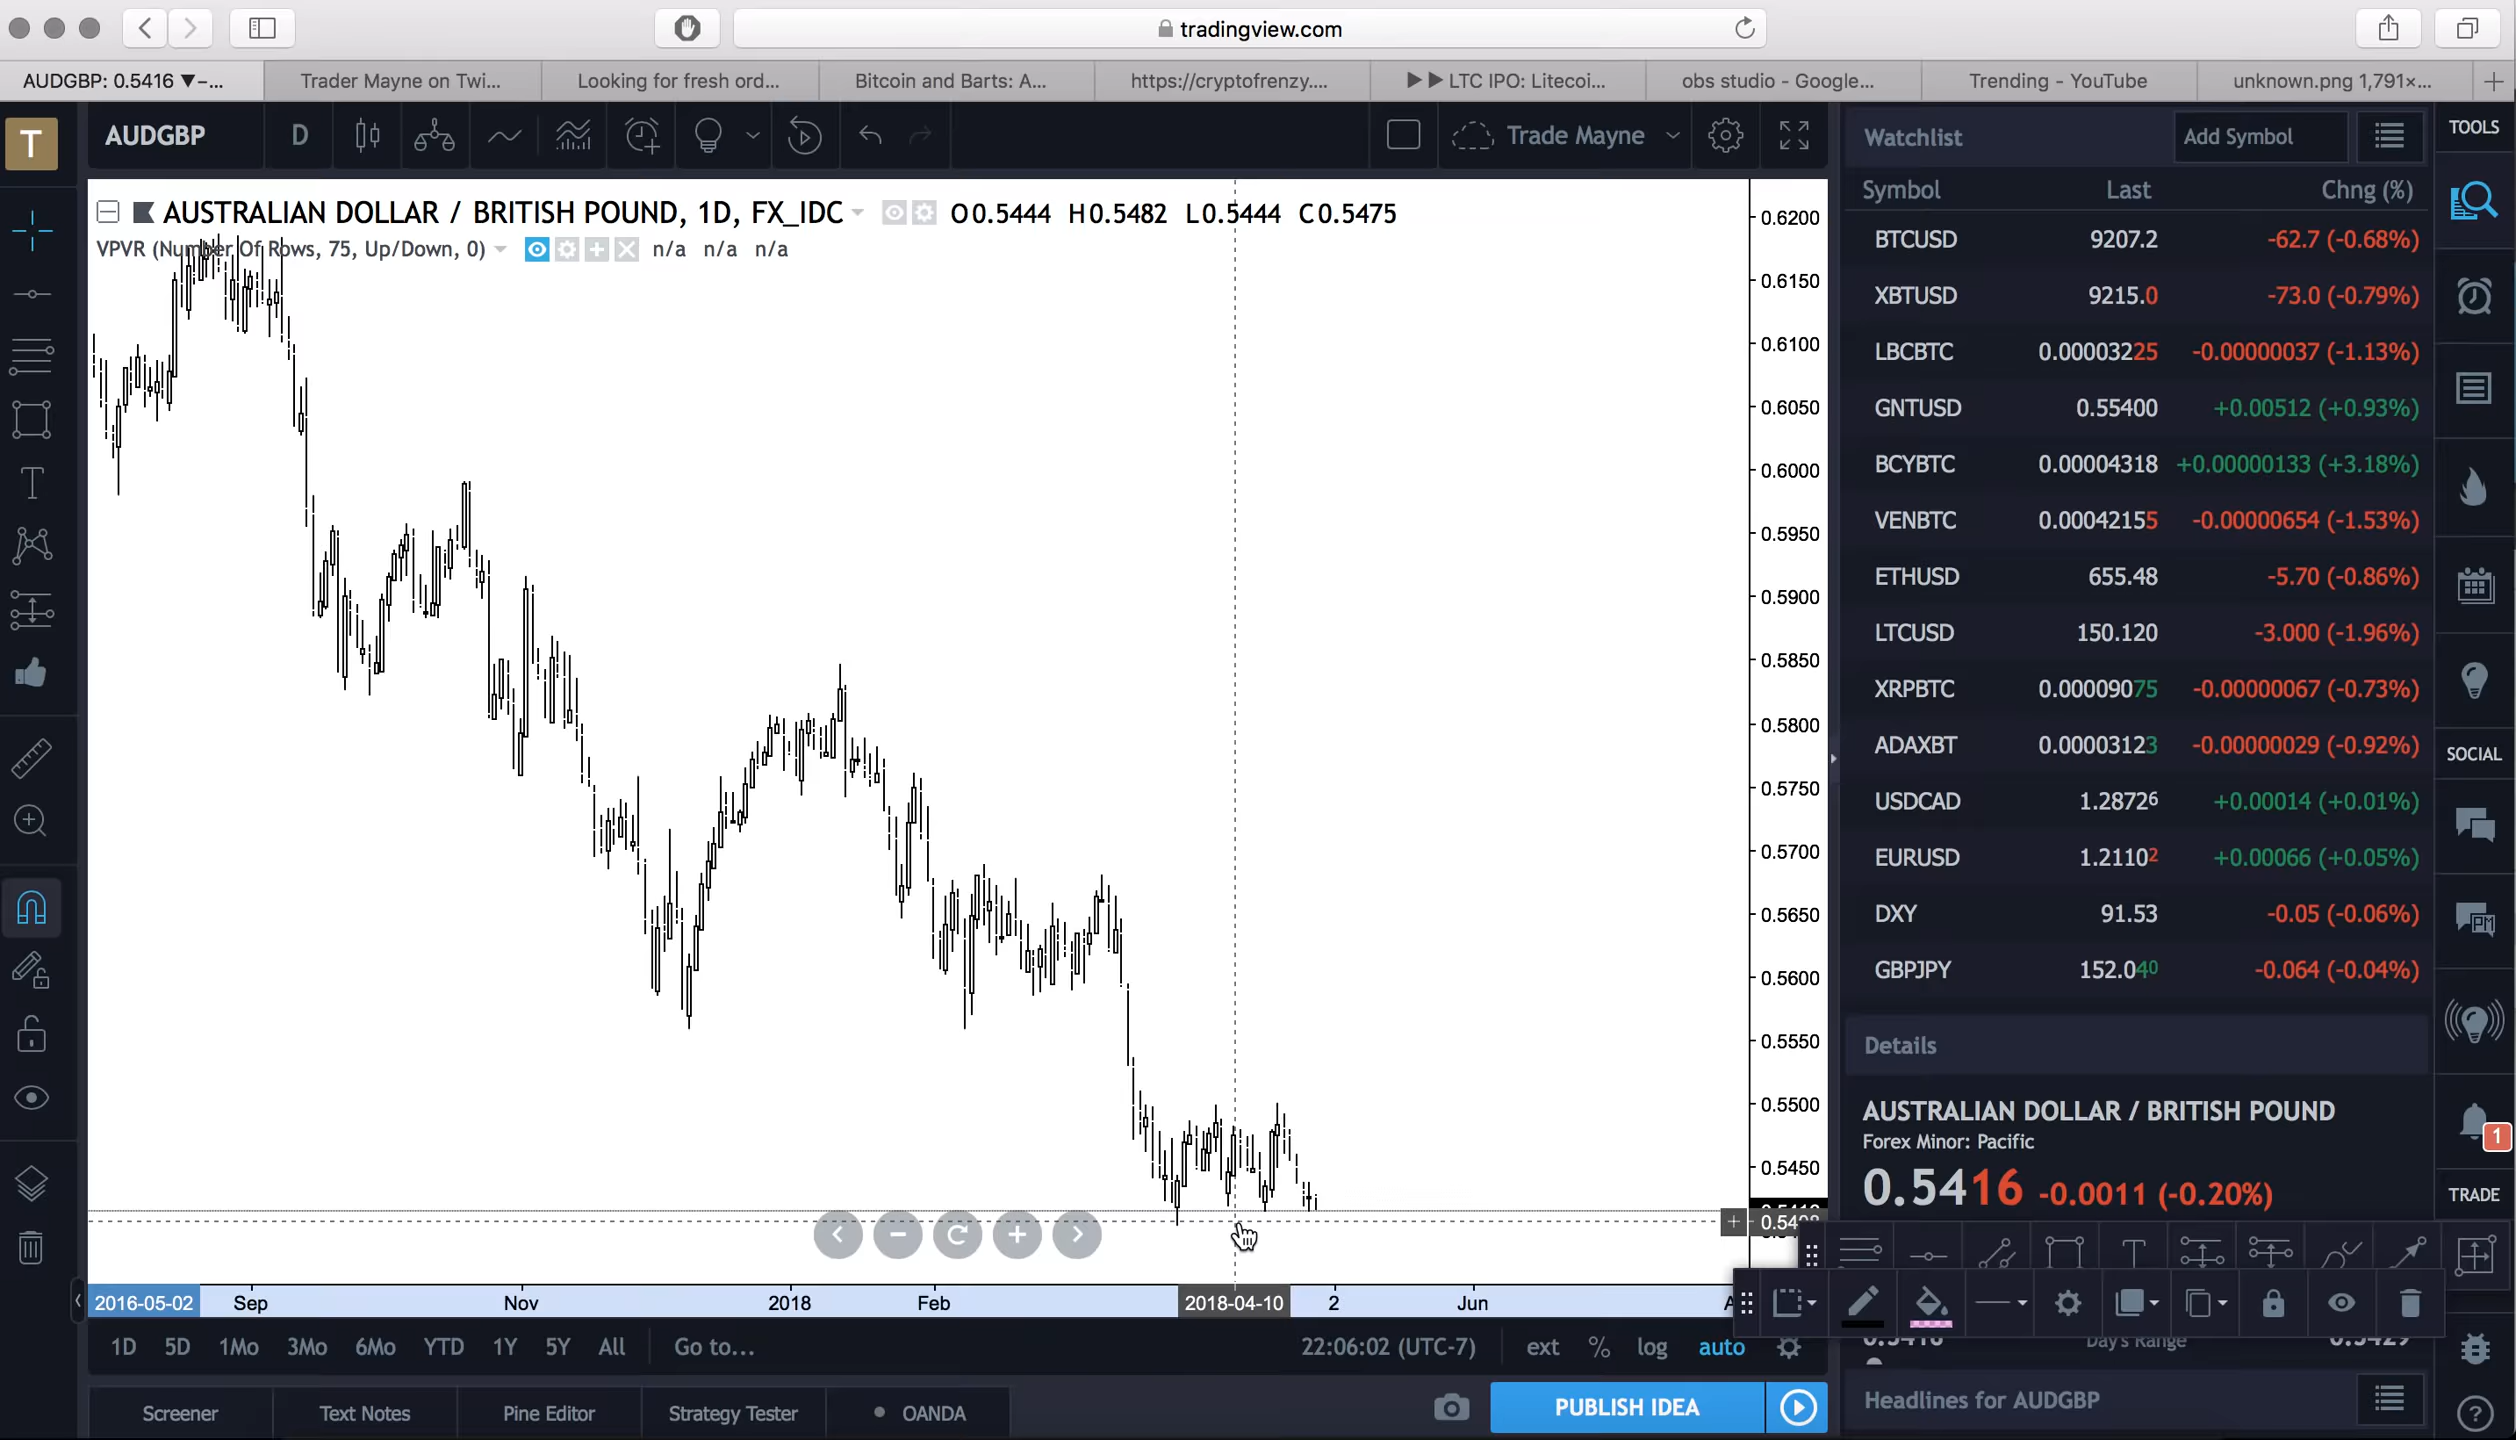 tradingview.com
AUDGBP: 0.5416 ▼−...
Trader Mayne on Twi...
Looking for fresh ord...
Bitcoin and Barts: A...
https://cryptofrenzy....
▶ ▶ LTC IPO: Litecoi...
obs studio - Google...
Trending - YouTube
unknown.png 1,791×...
T
AUDGBP
D
Trade Mayne
AUSTRALIAN DOLLAR / BRITISH POUND, 1D, FX_IDC
O0.5444 H0.5482 L0.5444 C0.5475
VPVR (Number Of Rows, 75, Up/Down, 0)
n/a n/a n/a
0.6200
0.6150
0.6100
0.6050
0.6000
0.5950
0.5900
0.5850
0.5800
0.5750
0.5700
0.5650
0.5600
0.5550
0.5500
0.5450
2016-05-02
Sep
Nov
2018
Feb
2018-04-10
2
Jun
1D 5D 1Mo 3Mo 6Mo YTD 1Y 5Y All
Go to...
22:06:02 (UTC-7)
ext % log auto
Screener
Text Notes
Pine Editor
Strategy Tester
OANDA
PUBLISH IDEA
Watchlist
Add Symbol
Symbol Last Chng (%)
BTCUSD 9207.2 -62.7 (-0.68%)
XBTUSD 9215.0 -73.0 (-0.79%)
LBCBTC 0.00003225 -0.00000037 (-1.13%)
GNTUSD 0.55400 +0.00512 (+0.93%)
BCYBTC 0.00004318 +0.00000133 (+3.18%)
VENBTC 0.00042155 -0.00000654 (-1.53%)
ETHUSD 655.48 -5.70 (-0.86%)
LTCUSD 150.120 -3.000 (-1.96%)
XRPBTC 0.00009075 -0.00000067 (-0.73%)
ADAXBT 0.00003123 -0.00000029 (-0.92%)
USDCAD 1.28726 +0.00014 (+0.01%)
EURUSD 1.21102 +0.00066 (+0.05%)
DXY 91.53 -0.05 (-0.06%)
GBPJPY 152.040 -0.064 (-0.04%)
Details
AUSTRALIAN DOLLAR / BRITISH POUND
Forex Minor: Pacific
0.5416 -0.0011 (-0.20%)
Day's Range
Headlines for AUDGBP
TOOLS
SOCIAL
PM
1
TRADE